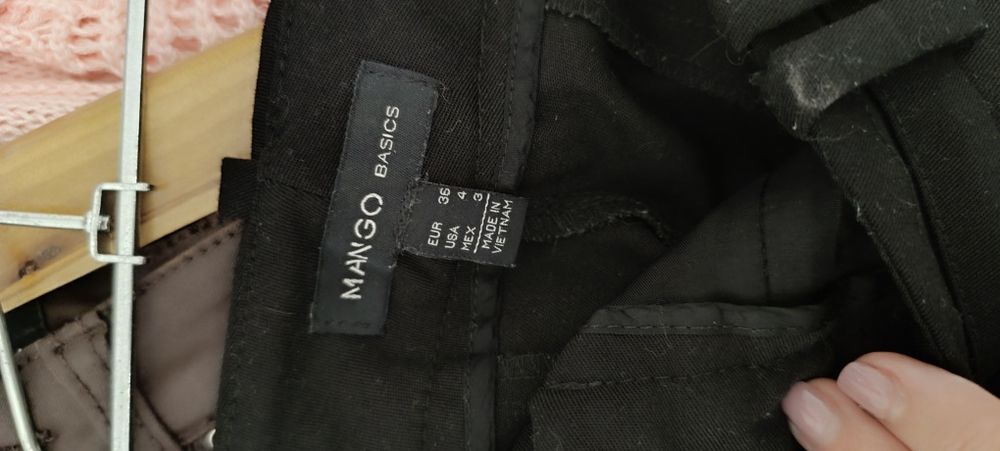 MANGO BASICS
EUR 36
USA 4
MEX 3
MADE IN
VIETNAM